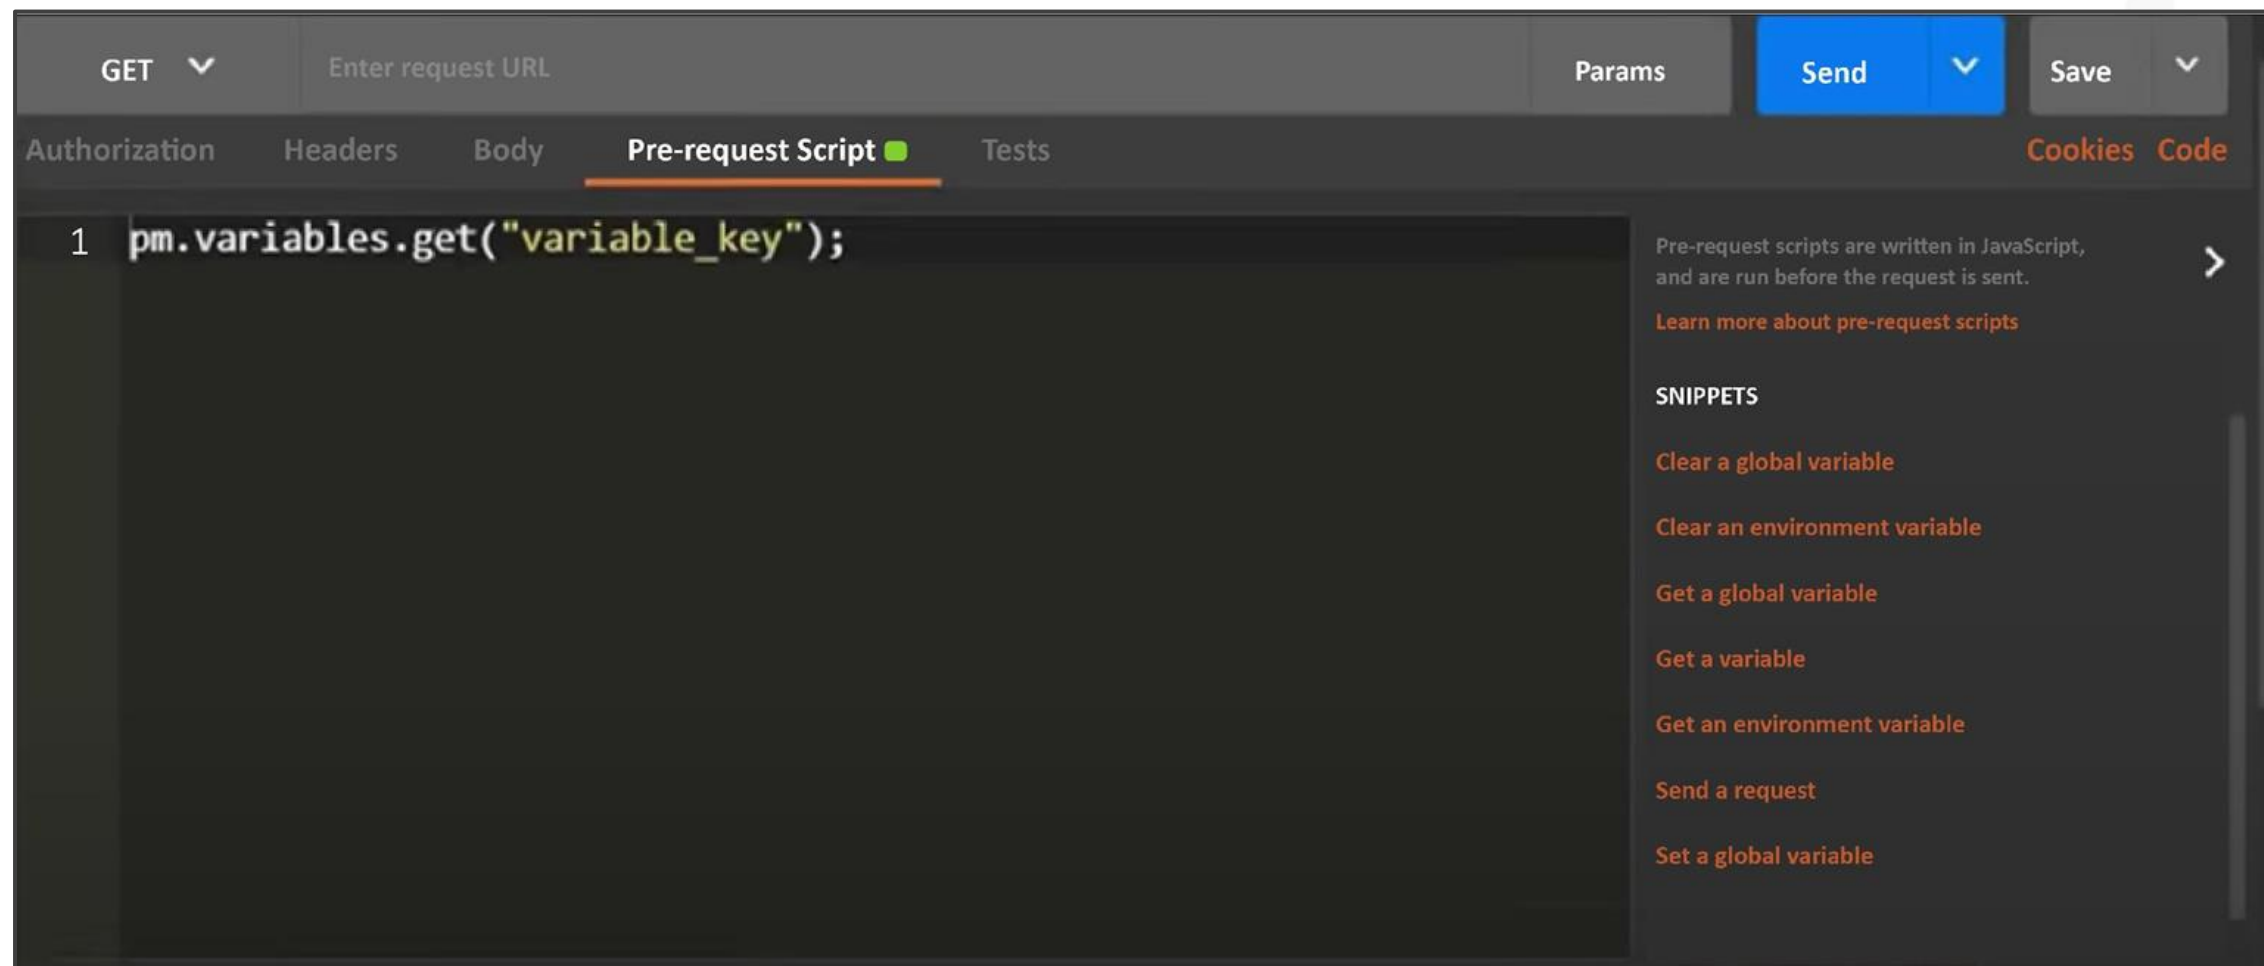 GET Enter request URL Params Send Save
Authorization Headers Body Pre-request Script Tests Cookies Code
1 pm.variables.get("variable_key");
Pre-request scripts are written in JavaScript,
and are run before the request is sent.
Learn more about pre-request scripts
SNIPPETS
Clear a global variable
Clear an environment variable
Get a global variable
Get a variable
Get an environment variable
Send a request
Set a global variable